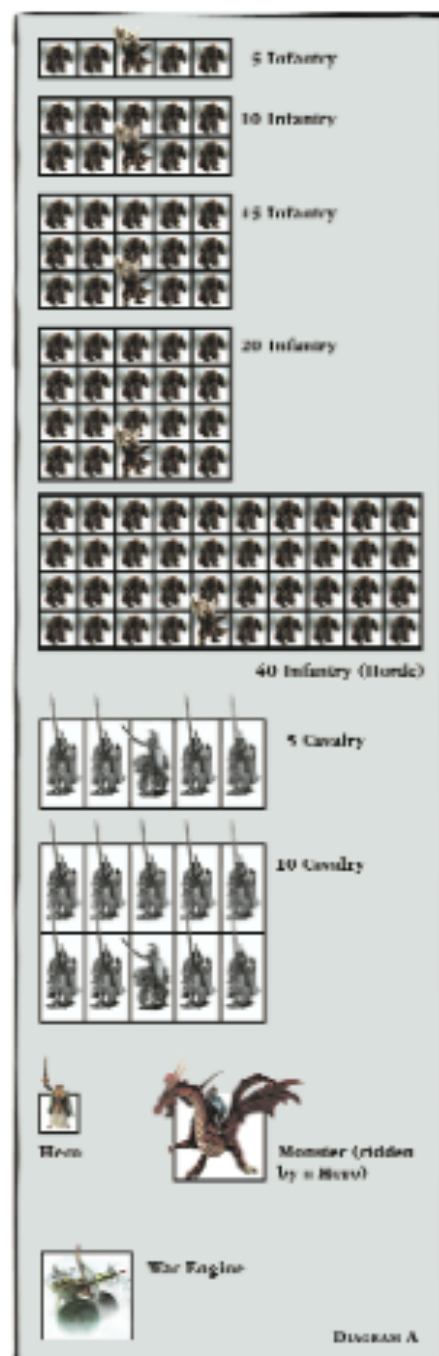 5 Infantry
10 Infantry
15 Infantry
20 Infantry
40 Infantry (Horde)
5 Cavalry
10 Cavalry
Hero
Monster (ridden
by a Hero)
War Engine
Diagram A